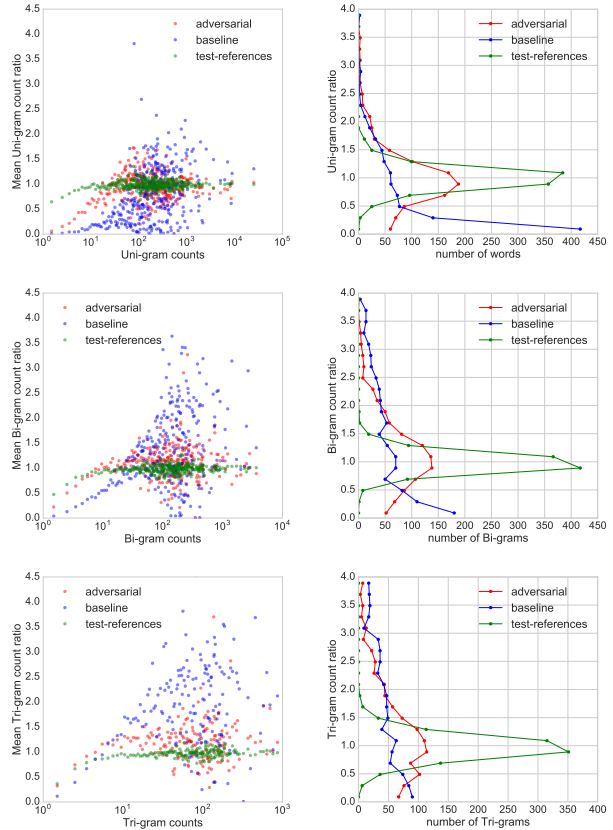 4.5
4.0
3.5
3.0
2.5
2.0
1.5
1.0
0.5
0.0
Mean Uni-gram count ratio
adversarial
baseline
test-references
10^0 10^1 10^2 10^3 10^4 10^5
Uni-gram counts
4.0
3.5
3.0
2.5
2.0
1.5
1.0
0.5
0.0
Uni-gram count ratio
adversarial
baseline
test-references
0 50 100 150 200 250 300 350 400 450
number of words
4.5
4.0
3.5
3.0
2.5
2.0
1.5
1.0
0.5
0.0
Mean Bi-gram count ratio
adversarial
baseline
test-references
10^0 10^1 10^2 10^3 10^4
Bi-gram counts
4.0
3.5
3.0
2.5
2.0
1.5
1.0
0.5
0.0
Bi-gram count ratio
adversarial
baseline
test-references
0 50 100 150 200 250 300 350 400 450
number of Bi-grams
4.5
4.0
3.5
3.0
2.5
2.0
1.5
1.0
0.5
0.0
Mean Tri-gram count ratio
adversarial
baseline
test-references
10^0 10^1 10^2 10^3
Tri-gram counts
4.0
3.5
3.0
2.5
2.0
1.5
1.0
0.5
0.0
Tri-gram count ratio
adversarial
baseline
test-references
0 50 100 150 200 250 300 350 400
number of Tri-grams